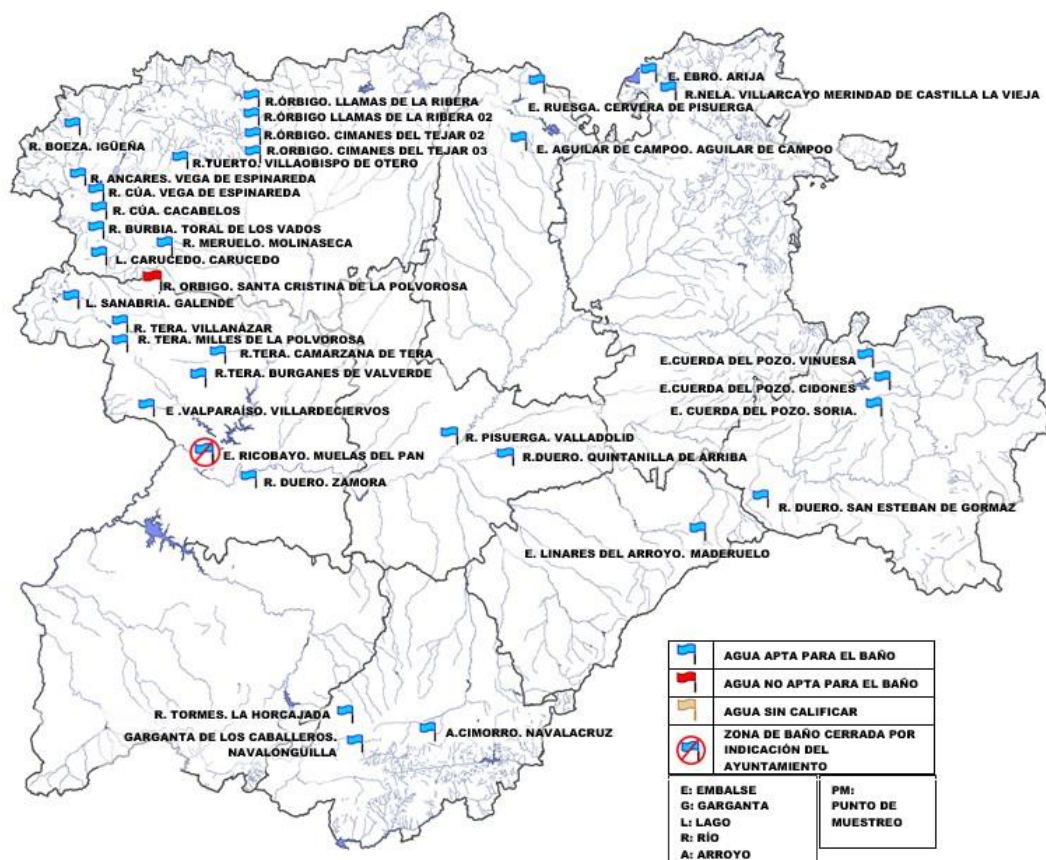 E. EBRO. ARIJA
R.NELA. VILLARCAYO MERINDAD DE CASTILLA LA VIEJA
E. RUESGA. CERVERA DE PISUERGA
E. AGUILAR DE CAMPOO. AGUILAR DE CAMPOO
R.ÓRBIGO. LLAMAS DE LA RIBERA
R.ÓRBIGO LLAMAS DE LA RIBERA 02
R.ÓRBIGO. CIMANES DEL TEJAR 02
R.ORBIGO. CIMANES DEL TEJAR 03
R. BOEZA. IGÜEÑA
R.TUERTO. VILLAOBISPO DE OTERO
R. ANCARES. VEGA DE ESPINAREDA
R. CÚA. VEGA DE ESPINAREDA
R. CÚA. CACABELOS
R. BURBIA. TORAL DE LOS VADOS
R. MERUELO. MOLINASECA
L. CARUCEDO. CARUCEDO
R. ORBIGO. SANTA CRISTINA DE LA POLVOROSA
L. SANABRIA. GALENDE
R. TERA. VILLANÁZAR
R. TERA. MILLES DE LA POLVOROSA
R.TERA. CAMARZANA DE TERA
R.TERA. BURGANES DE VALVERDE
E .VALPARAÍSO. VILLARDECIERVOS
E. RICOBAYO. MUELAS DEL PAN
R. DUERO. ZAMORA
R. PISUERGA. VALLADOLID
R.DUERO. QUINTANILLA DE ARRIBA
E.CUERDA DEL POZO. VINUESA
E.CUERDA DEL POZO. CIDONES
E. CUERDA DEL POZO. SORIA.
R. DUERO. SAN ESTEBAN DE GORMAZ
E. LINARES DEL ARROYO. MADERUELO
R. TORMES. LA HORCAJADA
GARGANTA DE LOS CABALLEROS.
NAVALONGUILLA
A.CIMORRO. NAVALACRUZ
AGUA APTA PARA EL BAÑO
AGUA NO APTA PARA EL BAÑO
AGUA SIN CALIFICAR
ZONA DE BAÑO CERRADA POR
INDICACIÓN DEL
AYUNTAMIENTO
E: EMBALSE
G: GARGANTA
L: LAGO
R: RÍO
A: ARROYO
PM:
PUNTO DE
MUESTREO